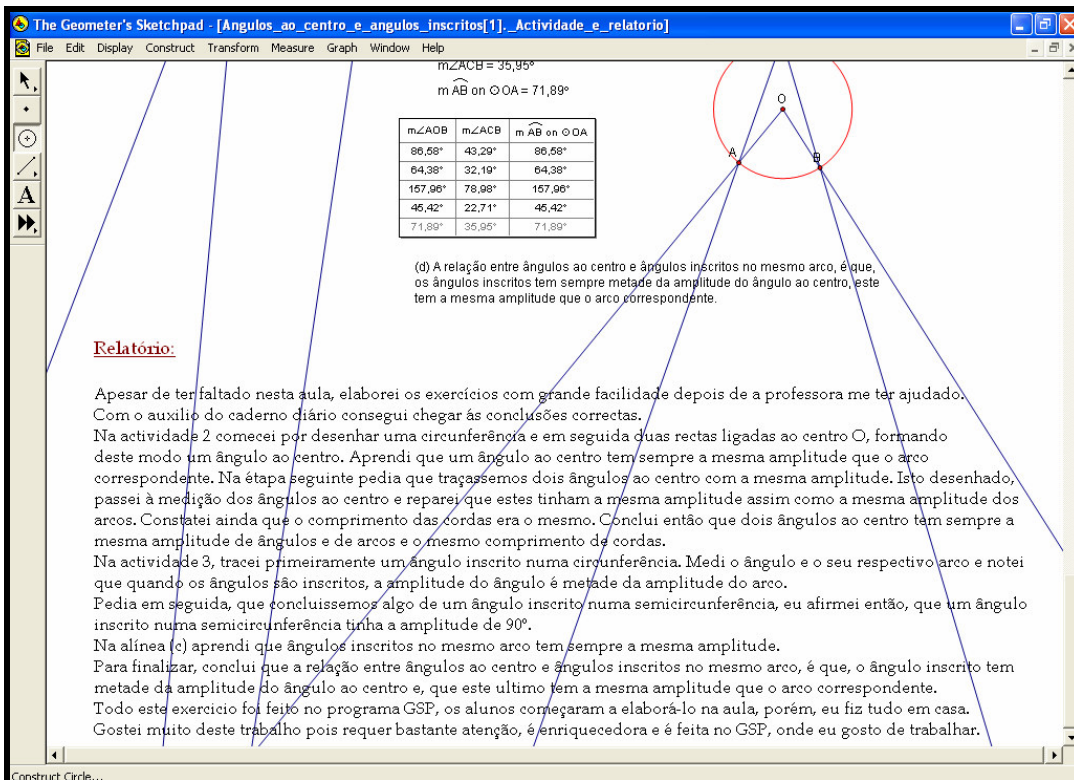 The Geometer's Sketchpad - [Angulos_ao_centro_e_angulos_inscritos[1]._Actividade_e_relatorio]
File Edit Display Construct Transform Measure Graph Window Help
m∠ACB = 35,95º
m AB on ⊙OA = 71,89º
m∠AOB m∠ACB m AB on ⊙OA
86,58° 43,29° 86,58°
64,38° 32,19° 64,38°
157,96° 78,98° 157,96°
45,42° 22,71° 45,42°
71,89° 35,95° 71,89°
O
A
B
A
(d) A relação entre ângulos ao centro e ângulos inscritos no mesmo arco, é que,
os ângulos inscritos tem sempre metade da amplitude do ângulo ao centro, este
tem a mesma amplitude que o arco correspondente.
Relatório:
Apesar de ter faltado nesta aula, elaborei os exercícios com grande facilidade depois de a professora me ter ajudado.
Com o auxilio do caderno diário consegui chegar ás conclusões correctas.
Na actividade 2 comecei por desenhar uma circunferência e em seguida duas rectas ligadas ao centro O, formando
deste modo um ângulo ao centro. Aprendi que um ângulo ao centro tem sempre a mesma amplitude que o arco
correspondente. Na étapa seguinte pedia que traçassemos dois ângulos ao centro com a mesma amplitude. Isto desenhado,
passei à medição dos ângulos ao centro e reparei que estes tinham a mesma amplitude assim como a mesma amplitude dos
arcos. Constatei ainda que o comprimento das cordas era o mesmo. Conclui então que dois ângulos ao centro tem sempre a
mesma amplitude de ângulos e de arcos e o mesmo comprimento de cordas.
Na actividade 3, tracei primeiramente um ângulo inscrito numa circunferência. Medi o ângulo e o seu respectivo arco e notei
que quando os ângulos são inscritos, a amplitude do ângulo é metade da amplitude do arco.
Pedia em seguida, que concluissemos algo de um ângulo inscrito numa semicircunferência, eu afirmei então, que um ângulo
inscrito numa semicircunferência tinha a amplitude de 90º.
Na alínea (c) aprendi que ângulos inscritos no mesmo arco tem sempre a mesma amplitude.
Para finalizar, conclui que a relação entre ângulos ao centro e ângulos inscritos no mesmo arco, é que, o ângulo inscrito tem
metade da amplitude do ângulo ao centro e, que este ultimo tem a mesma amplitude que o arco correspondente.
Todo este exercicio foi feito no programa GSP, os alunos começaram a elaborá-lo na aula, porém, eu fiz tudo em casa.
Gostei muito deste trabalho pois requer bastante atenção, é enriquecedora e é feita no GSP, onde eu gosto de trabalhar.
Construct Circle...